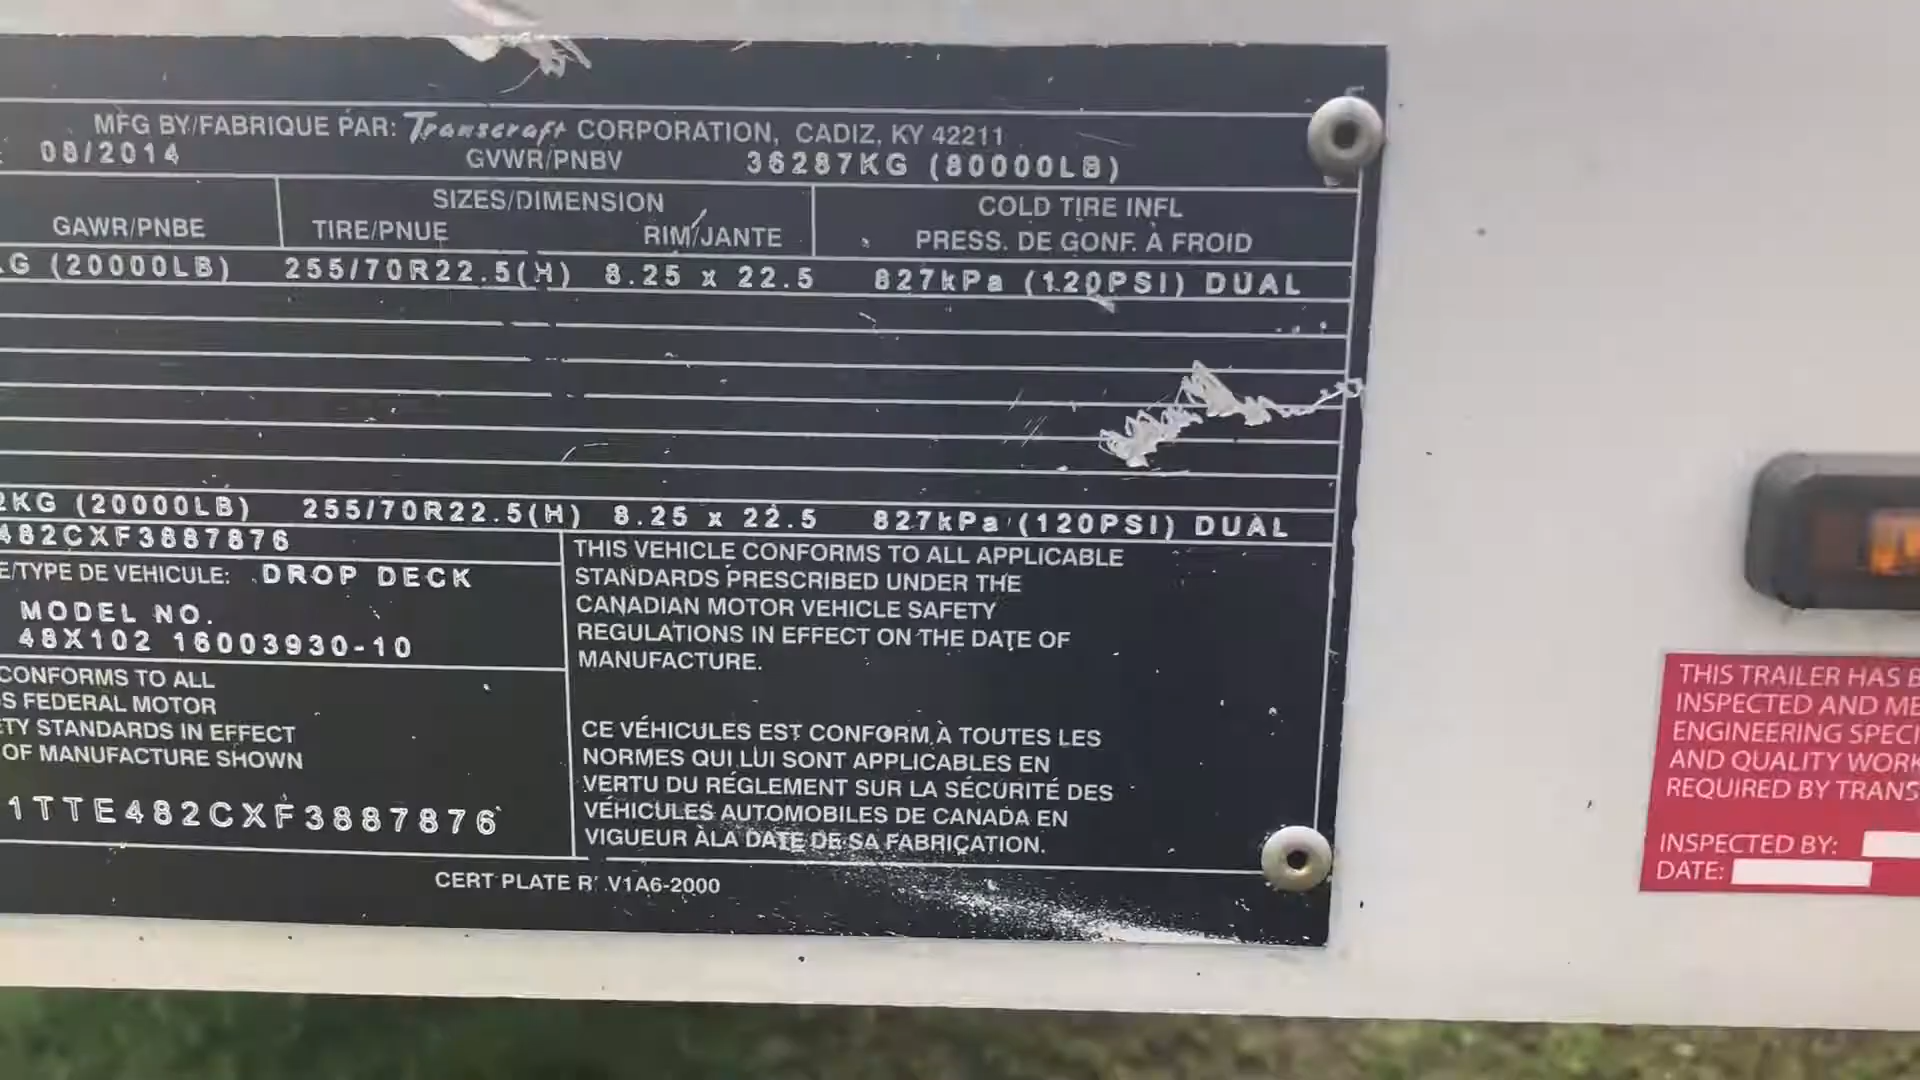 MFG BY/FABRIQUE PAR: Transcraft CORPORATION, CADIZ, KY 42211
08/2014 GVWR/PNBV 36287KG (80000LB)
SIZES/DIMENSION COLD TIRE INFL
GAWR/PNBE TIRE/PNUE RIM/JANTE PRESS. DE GONF. À FROID
KG (20000LB) 255/70R22.5(H) 8.25 x 22.5 827kPa (120PSI) DUAL
2KG (20000LB) 255/70R22.5(H) 8.25 x 22.5 827kPa (120PSI) DUAL
482CXF3887876
E/TYPE DE VEHICULE: DROP DECK
MODEL NO.
48X102 16003930-10
CONFORMS TO ALL
S FEDERAL MOTOR
TY STANDARDS IN EFFECT
OF MANUFACTURE SHOWN
1TTE482CXF3887876
THIS VEHICLE CONFORMS TO ALL APPLICABLE
STANDARDS PRESCRIBED UNDER THE
CANADIAN MOTOR VEHICLE SAFETY
REGULATIONS IN EFFECT ON THE DATE OF
MANUFACTURE.
CE VÉHICULES EST CONFORM À TOUTES LES
NORMES QUI LUI SONT APPLICABLES EN
VERTU DU RÉGLEMENT SUR LA SÉCURITÉ DES
VÉHICULES AUTOMOBILES DE CANADA EN
VIGUEUR ÀLA DATE DE SA FABRICATION.
CERT PLATE R V1A6-2000
THIS TRAILER HAS B
INSPECTED AND ME
ENGINEERING SPECI
AND QUALITY WORK
REQUIRED BY TRANS
INSPECTED BY:
DATE: